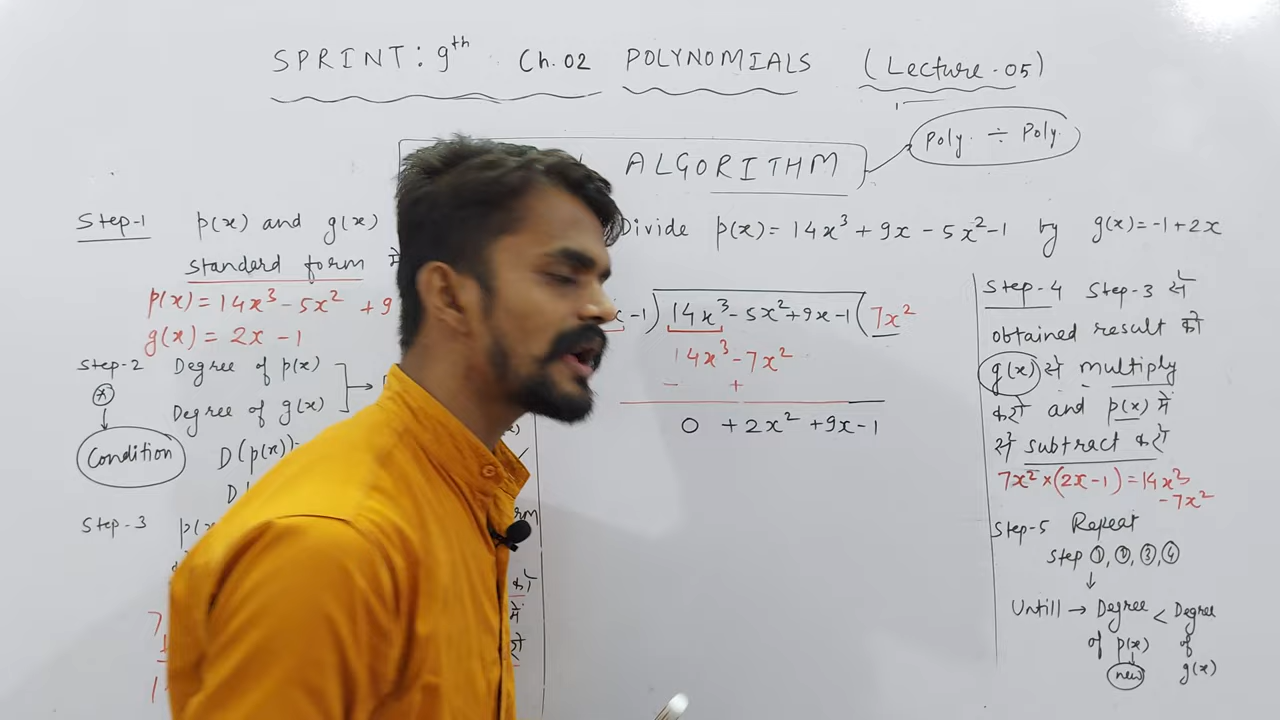 SPRINT: 9th Ch.02 POLYNOMIALS (Lecture-05)
ALGORITHM
Poly. ÷ Poly.
Step-1 p(x) and g(x)
standard form में
p(x) = 14x³ - 5x² + 9
g(x) = 2x - 1
Step-2 Degree of p(x)
Degree of g(x)
Condition
D(p(x))
Step-3
Divide p(x) = 14x³ + 9x - 5x² - 1 by g(x) = -1 + 2x
x - 1) 14x³ - 5x² + 9x - 1 (7x²
14x³ - 7x²
- +
0 + 2x² + 9x - 1
Step-4 Step-3 से
obtained result को
g(x) से multiply
करो and p(x) में
से subtract करो
7x² × (2x - 1) = 14x³
- 7x²
Step-5 Repeat
Step ①, ②, ③, ④
↓
Untill → Degree < Degree
of p(x) of
new g(x)